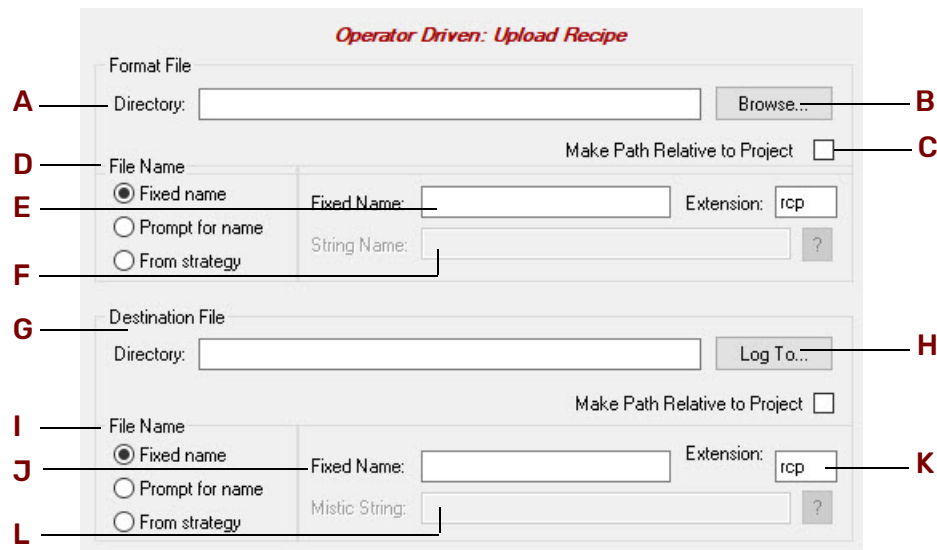 Operator Driven: Upload Recipe
Format File
A Directory: Browse... B
Make Path Relative to Project C
D File Name
Fixed name
E Fixed Name: Extension: rcp
Prompt for name
String Name: ?
From strategy
F
Destination File
G
Directory: Log To... H
Make Path Relative to Project
I File Name
Fixed name
J Fixed Name: Extension: rcp K
Prompt for name
Mistic String: ?
From strategy
L